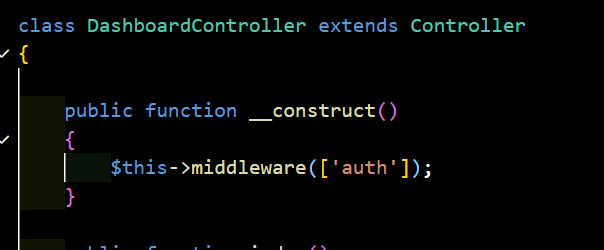 class DashboardController extends Controller
{
public function __construct()
{
$this->middleware(['auth']);
}